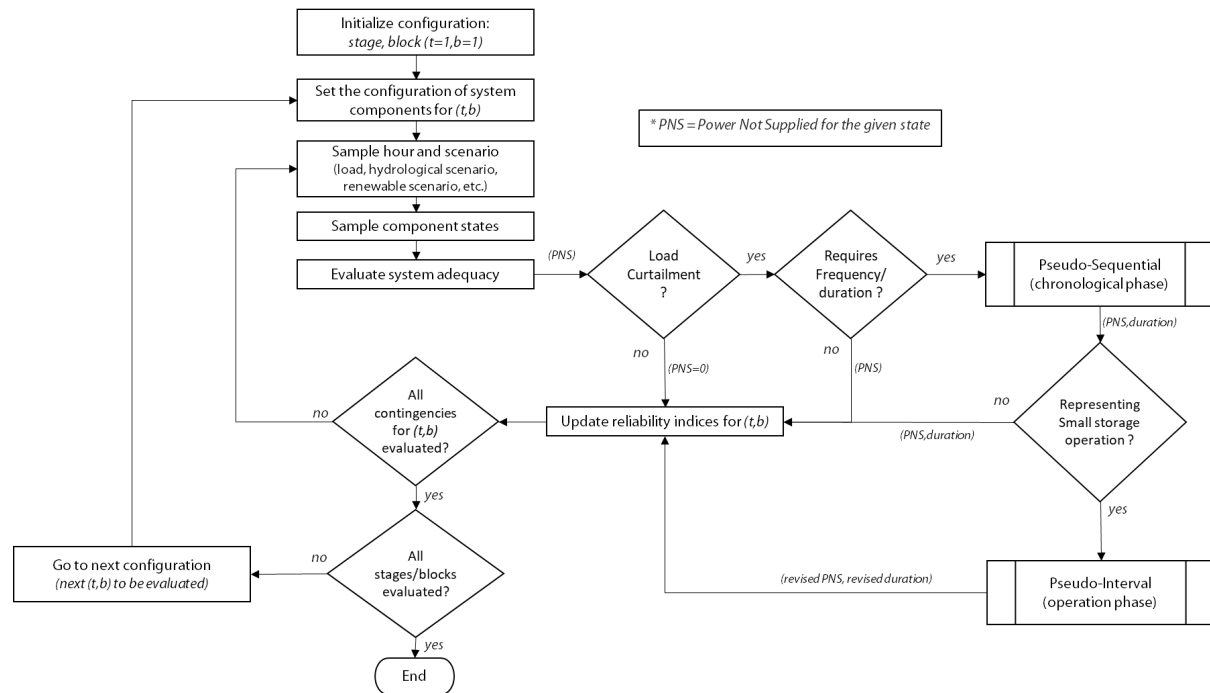 Initialize configuration:
stage, block (t=1,b=1)
Set the configuration of system
components for (t,b)
* PNS = Power Not Supplied for the given state
Sample hour and scenario
(load, hydrological scenario,
renewable scenario, etc.)
Sample component states
Evaluate system adequacy
(PNS)
Load
Curtailment
?
yes
Requires
Frequency/
duration ?
yes
Pseudo-Sequential
(chronological phase)
(PNS,duration)
no
(PNS=0)
no
(PNS)
All
contingencies
for (t,b)
evaluated?
no
Update reliability indices for (t,b)
no
(PNS,duration)
Representing
Small storage
operation ?
yes
yes
Go to next configuration
(next (t,b) to be evaluated)
no
All
stages/blocks
evaluated?
(revised PNS, revised duration)
Pseudo-Interval
(operation phase)
yes
End